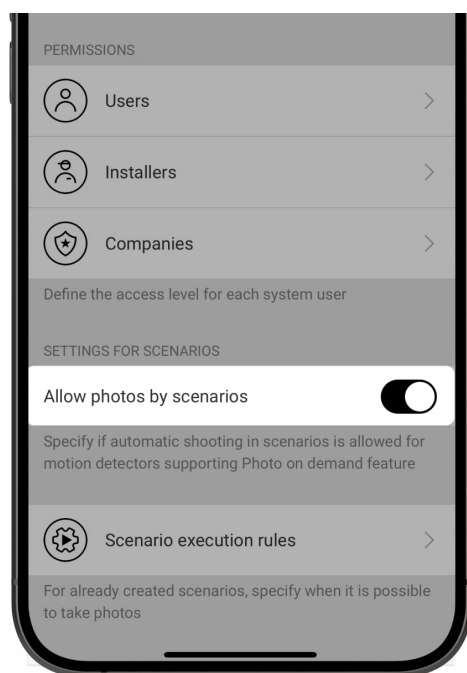 PERMISSIONS
Users
Installers
Companies
Define the access level for each system user
SETTINGS FOR SCENARIOS
Allow photos by scenarios
Specify if automatic shooting in scenarios is allowed for
motion detectors supporting Photo on demand feature
Scenario execution rules
For already created scenarios, specify when it is possible
to take photos